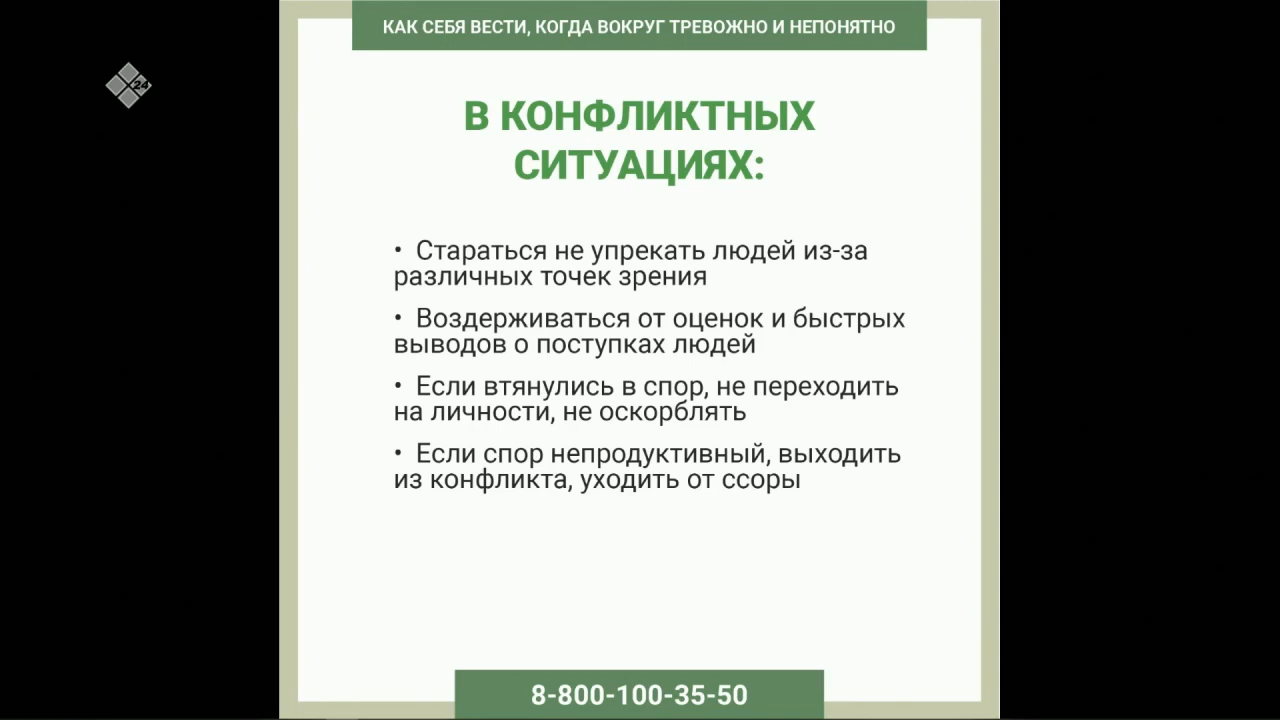 КАК СЕБЯ ВЕСТИ, КОГДА ВОКРУГ ТРЕВОЖНО И НЕПОНЯТНО
X24
В КОНФЛИКТНЫХ
СИТУАЦИЯХ:
• Стараться не упрекать людей из-за
различных точек зрения
• Воздерживаться от оценок и быстрых
выводов о поступках людей
• Если втянулись в спор, не переходить
на личности, не оскорблять
• Если спор непродуктивный, выходить
из конфликта, уходить от ссоры
8-800-100-35-50